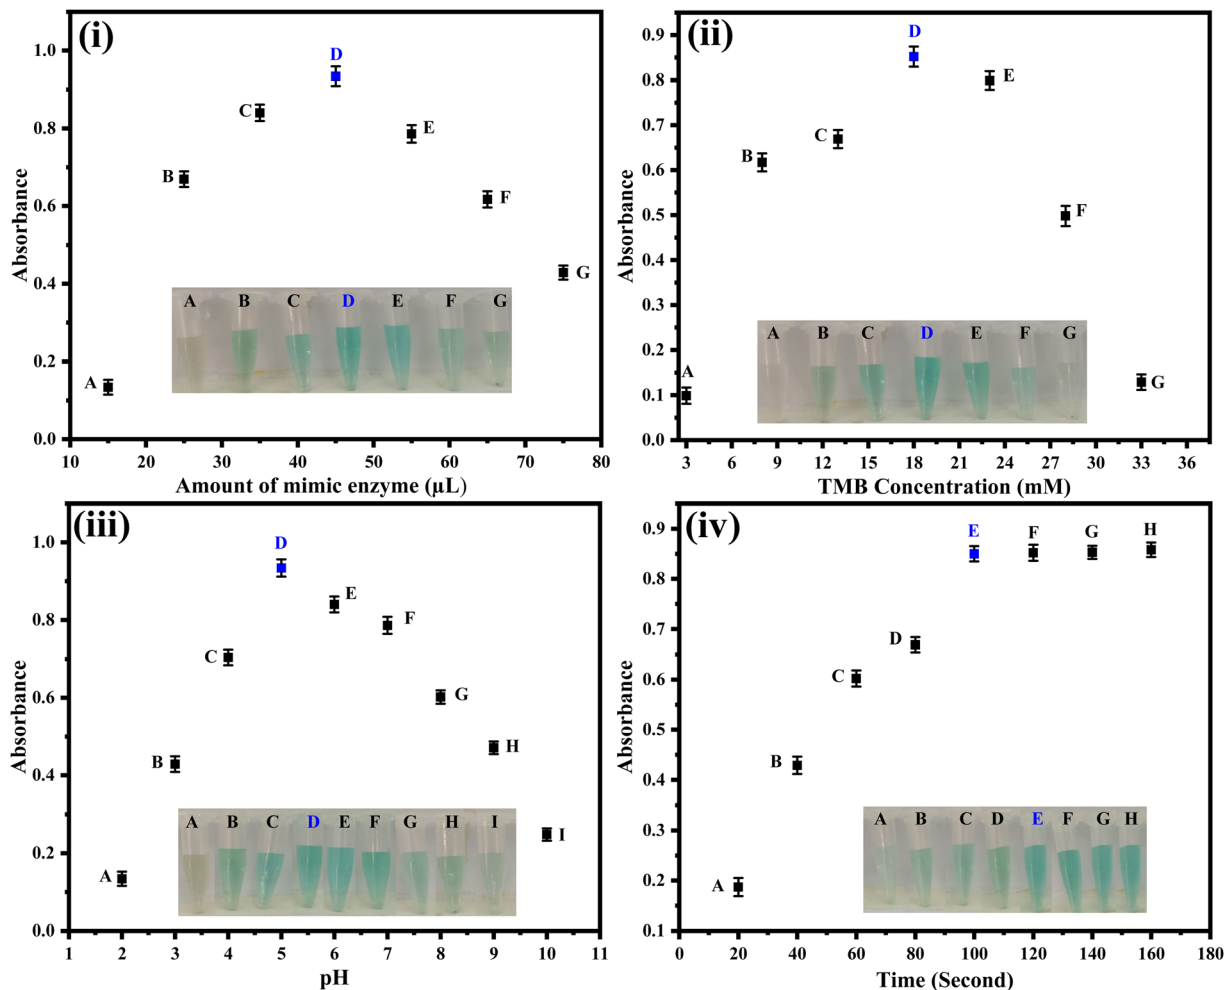 (i)
Absorbance
1.0
0.8
0.6
0.4
0.2
0.0
A
B
C
D
E
F
G
A B C D E F G
10 20 30 40 50 60 70 80
Amount of mimic enzyme (μL)
(ii)
Absorbance
0.9
0.8
0.7
0.6
0.5
0.4
0.3
0.2
0.1
0.0
A
B
C
D
E
F
G
A B C D E F G
3 6 9 12 15 18 21 24 28 30 33 36
TMB Concentration (mM)
(iii)
Absorbance
1.0
0.8
0.6
0.4
0.2
0.0
A
B
C
D
E
F
G
H
I
A B C D E F G H I
1 2 3 4 5 6 7 8 9 10 11
pH
(iv)
Absorbance
0.9
0.8
0.7
0.6
0.5
0.4
0.3
0.2
0.1
A
B
C
D
E
F
G
H
A B C D E F G H
0 20 40 60 80 100 120 140 160 180
Time (Second)